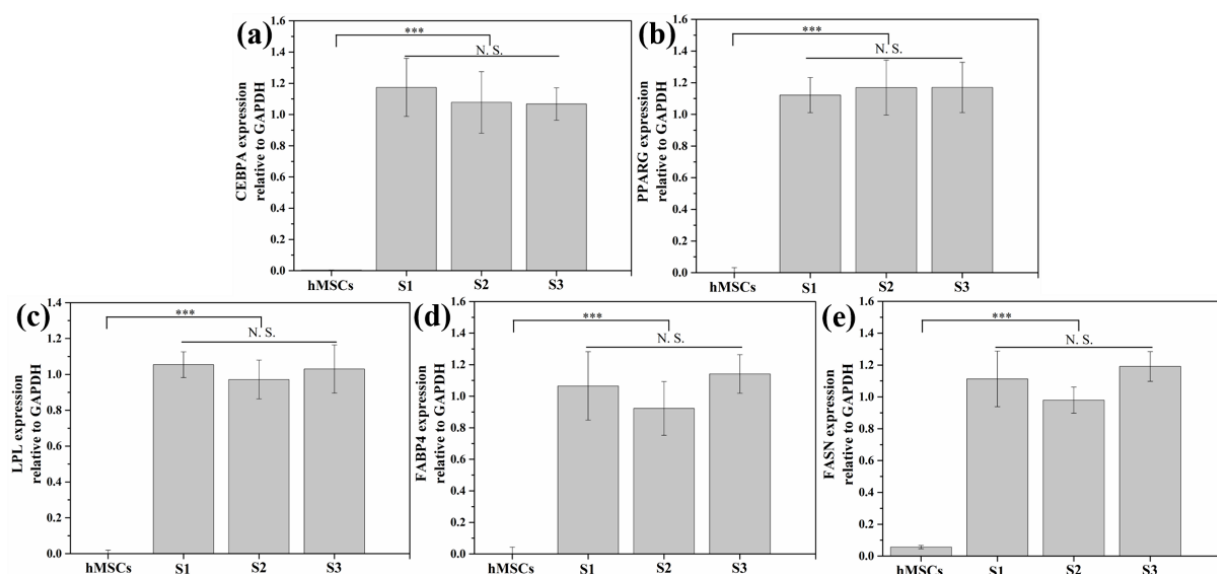 (a)
CEBPA expression
relative to GAPDH
1.6
1.4
1.2
1.0
0.8
0.6
0.4
0.2
0.0
***
N. S.
hMSCs S1 S2 S3
(b)
PPARG expression
relative to GAPDH
1.6
1.4
1.2
1.0
0.8
0.6
0.4
0.2
0.0
***
N. S.
hMSCs S1 S2 S3
(c)
LPL expression
relative to GAPDH
1.4
1.2
1.0
0.8
0.6
0.4
0.2
0.0
***
N. S.
hMSCs S1 S2 S3
(d)
FABP4 expression
relative to GAPDH
1.6
1.4
1.2
1.0
0.8
0.6
0.4
0.2
0.0
***
N. S.
hMSCs S1 S2 S3
(e)
FASN expression
relative to GAPDH
1.6
1.4
1.2
1.0
0.8
0.6
0.4
0.2
0.0
***
N. S.
hMSCs S1 S2 S3